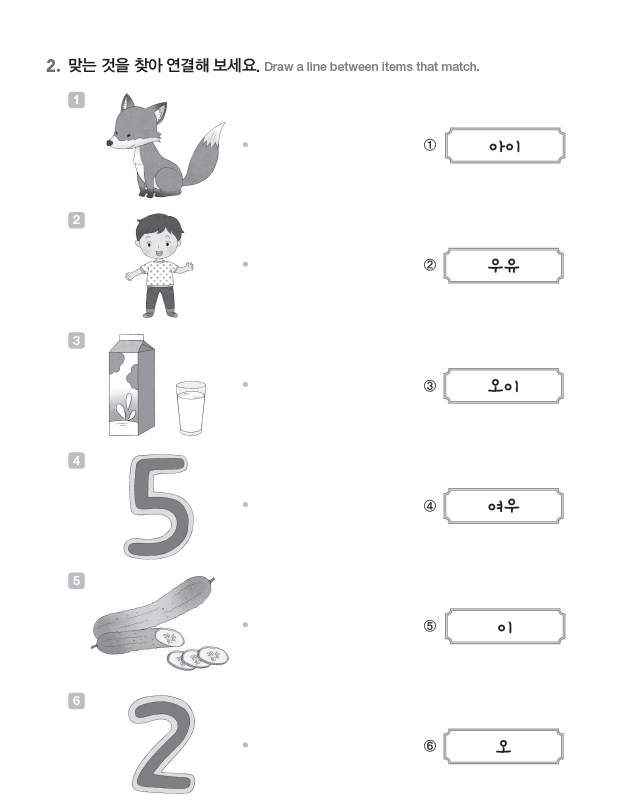 2. 맞는 것을 찾아 연결해 보세요. Draw a line between items that match.
1
① 아이
2
② 우유
3
③ 오이
4
5
④ 여우
5
⑤ 이
6
2
⑥ 오